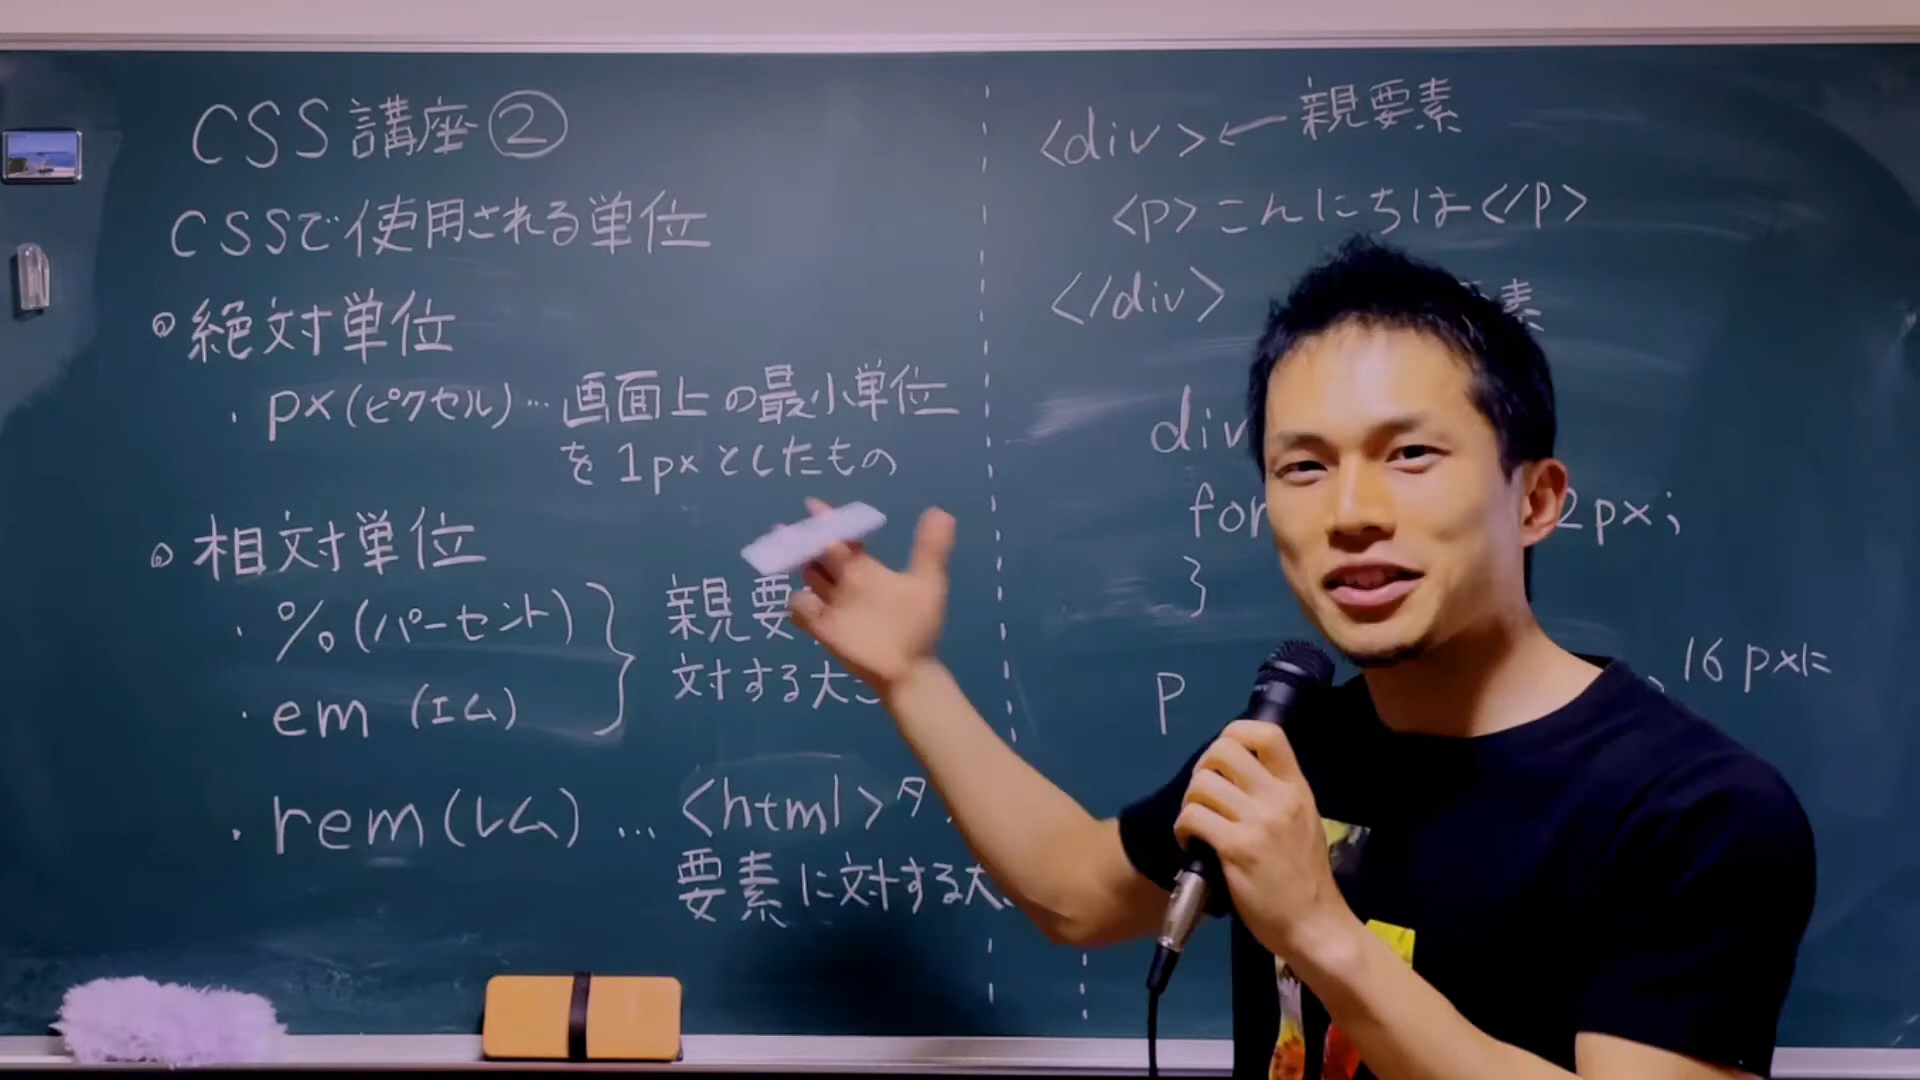 CSS講座②
CSSで使用される単位
絶対単位
・px(ピクセル)…画面上の最小単位
を1pxとしたもの
相対単位
・%(パーセント)
・em (エム)
親要
対する大
・rem(レム)…<html>タ
要素に対する大
<div>←親要素
<p>こんにちは</p>
</div>
素
div
for 2px;
}
p 16pxに